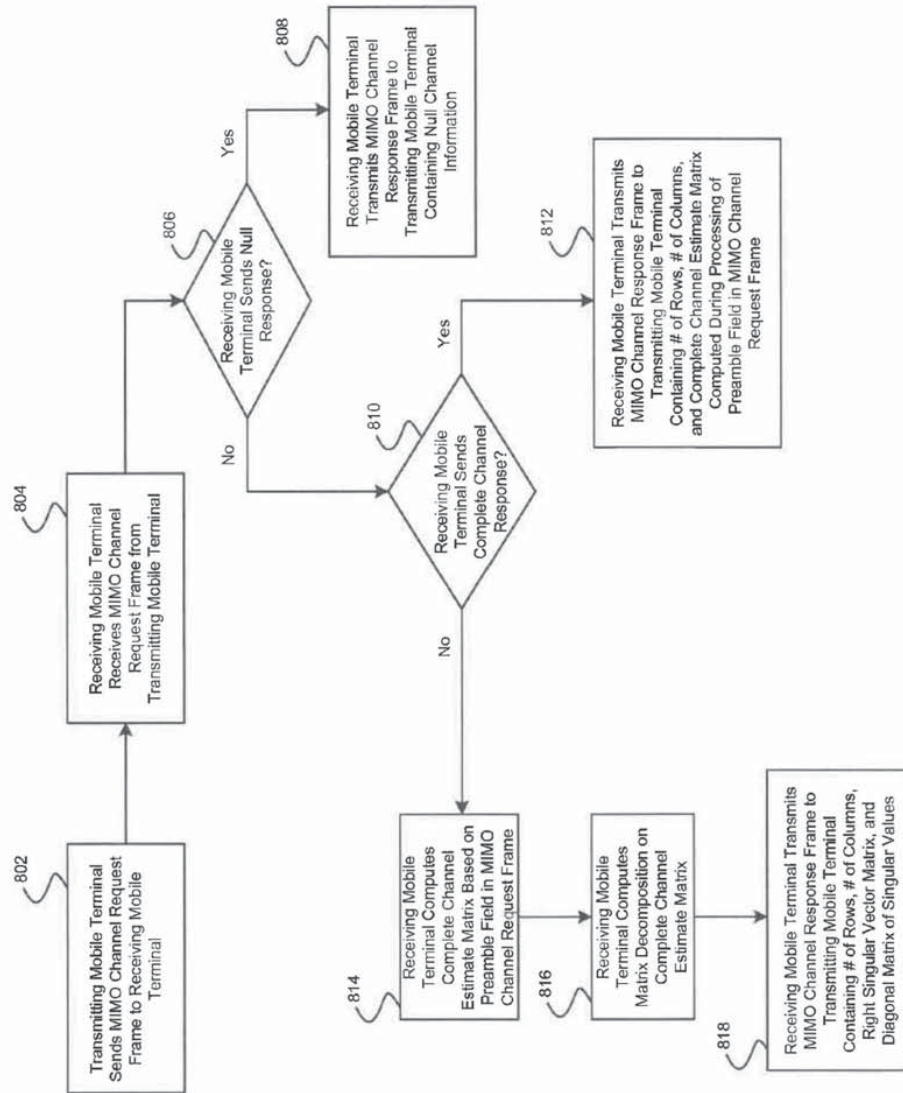 802
Transmitting Mobile Terminal
Sends MIMO Channel Request
Frame to Receiving Mobile
Terminal
804
Receiving Mobile Terminal
Receives MIMO Channel
Request Frame from
Transmitting Mobile Terminal
806
Receiving Mobile
Terminal Sends Null
Response?
Yes
No
808
Receiving Mobile Terminal
Transmits MIMO Channel
Response Frame to
Transmitting Mobile Terminal
Containing Null Channel
Information
810
Receiving Mobile
Terminal Sends
Complete Channel
Response?
Yes
No
812
Receiving Mobile Terminal Transmits
MIMO Channel Response Frame to
Transmitting Mobile Terminal
Containing # of Rows, # of Columns,
and Complete Channel Estimate Matrix
Computed During Processing of
Preamble Field in MIMO Channel
Request Frame
814
Receiving Mobile
Terminal Computes
Complete Channel
Estimate Matrix Based on
Preamble Field in MIMO
Channel Request Frame
816
Receiving Mobile
Terminal Computes
Matrix Decomposition on
Complete Channel
Estimate Matrix
818
Receiving Mobile Terminal Transmits
MIMO Channel Response Frame to
Transmitting Mobile Terminal
Containing # of Rows, # of Columns,
Right Singular Vector Matrix, and
Diagonal Matrix of Singular Values